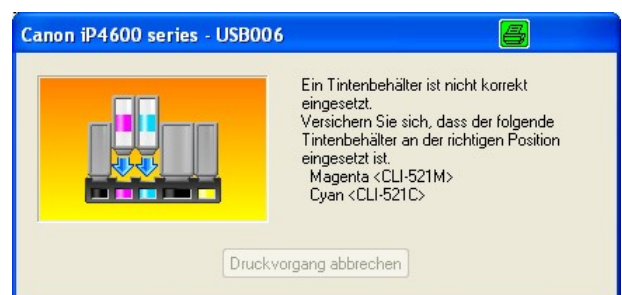 Canon iP4600 series - USB006
Ein Tintenbehälter ist nicht korrekt
eingesetzt.
Versichern Sie sich, dass der folgende
Tintenbehälter an der richtigen Position
eingesetzt ist.
Magenta <CLI-521M>
Cyan <CLI-521C>
Druckvorgang abbrechen